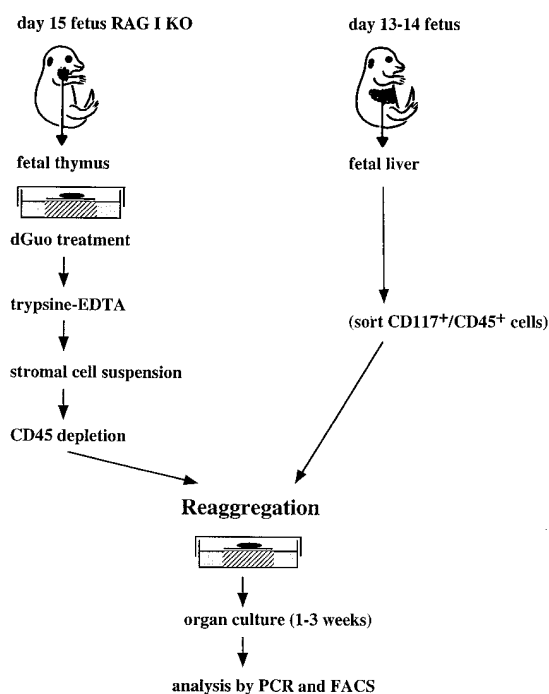 day 15 fetus RAG I KO
fetal thymus
dGuo treatment
trypsine-EDTA
stromal cell suspension
CD45 depletion
day 13-14 fetus
fetal liver
(sort CD117⁺/CD45⁺ cells)
Reaggregation
organ culture (1-3 weeks)
analysis by PCR and FACS